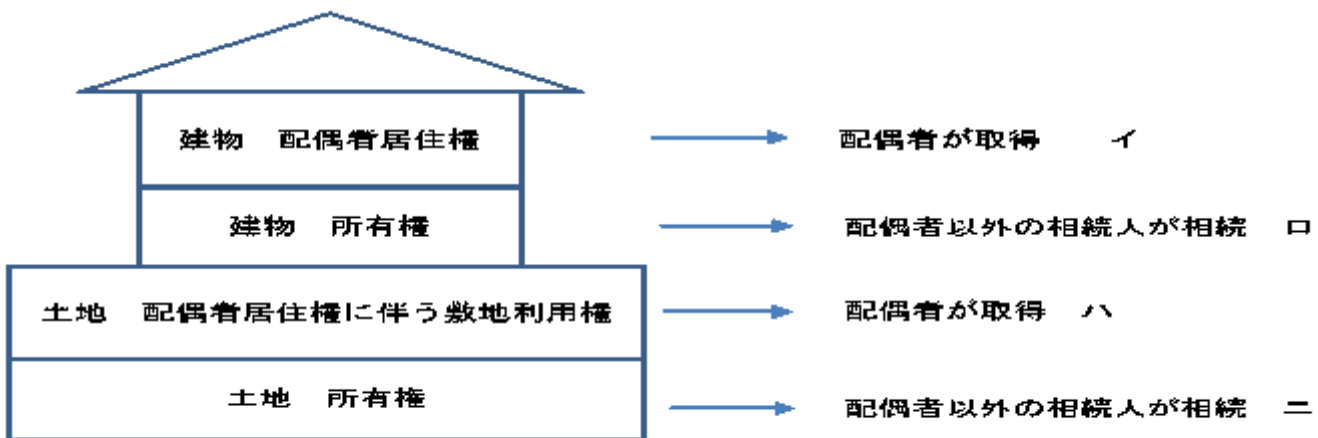 建物　配偶者居住権　配偶者が取得　イ
建物　所有権　配偶者以外の相続人が相続　ロ
土地　配偶者居住権に伴う敷地利用権　配偶者が取得　ハ
土地　所有権　配偶者以外の相続人が相続　ニ